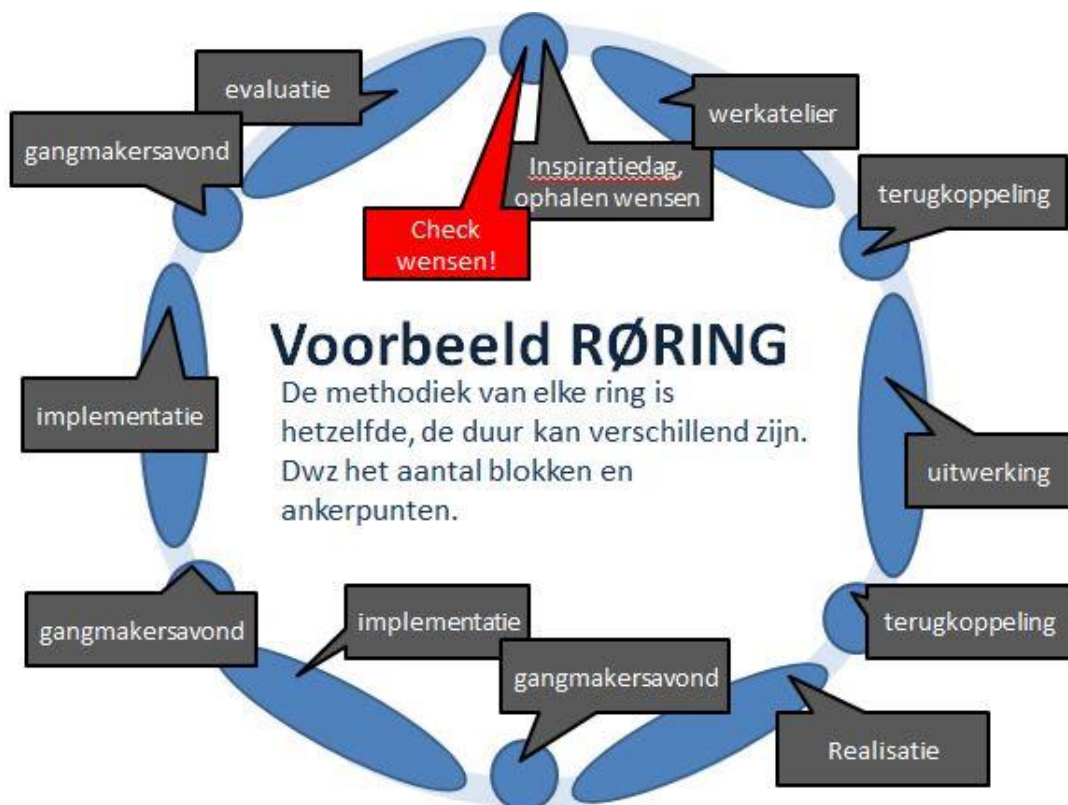 evaluatie
gangmakersavond
werkatelier
Inspiratiedag,
ophalen wensen
Check
wensen!
terugkoppeling
Voorbeeld RØRING
De methodiek van elke ring is
hetzelfde, de duur kan verschillend zijn.
Dwz het aantal blokken en
ankerpunten.
implementatie
uitwerking
gangmakersavond
implementatie
terugkoppeling
gangmakersavond
Realisatie